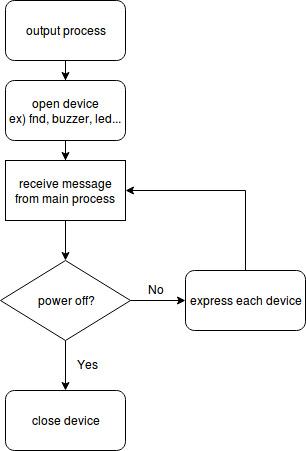 output process
open device
ex) fnd, buzzer, led...
receive message
from main process
power off?
No
express each device
Yes
close device